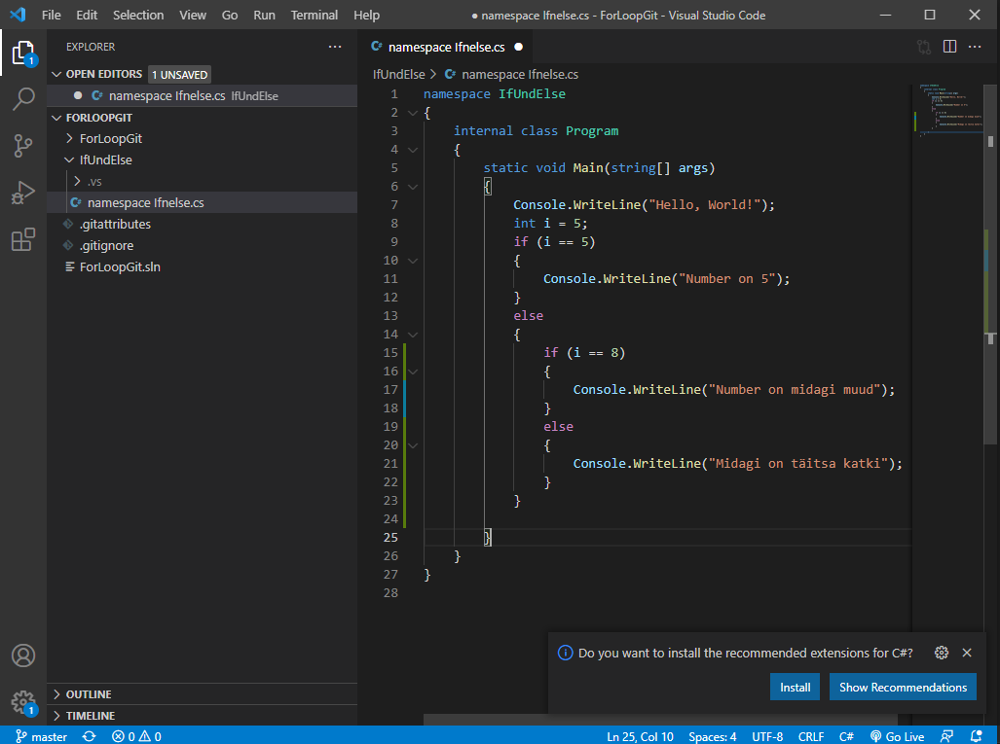 File Edit Selection View Go Run Terminal Help ● namespace Ifnelse.cs - ForLoopGit - Visual Studio Code
EXPLORER
OPEN EDITORS 1 UNSAVED
namespace Ifnelse.cs IfUndElse
FORLOOPGIT
ForLoopGit
IfUndElse
.vs
namespace Ifnelse.cs
.gitattributes
.gitignore
ForLoopGit.sln
OUTLINE
TIMELINE
1
1
namespace Ifnelse.cs ●
IfUndElse > namespace Ifnelse.cs
1 namespace IfUndElse
2 {
3 internal class Program
4 {
5 static void Main(string[] args)
6 {
7 Console.WriteLine("Hello, World!");
8 int i = 5;
9 if (i == 5)
10 {
11 Console.WriteLine("Number on 5");
12 }
13 else
14 {
15 if (i == 8)
16 {
17 Console.WriteLine("Number on midagi muud");
18 }
19 else
20 {
21 Console.WriteLine("Midagi on täitsa katki");
22 }
23 }
24
25 }
26 }
27 }
28
Do you want to install the recommended extensions for C#?
Install Show Recommendations
master 0 0 Ln 25, Col 10 Spaces: 4 UTF-8 CRLF C# Go Live